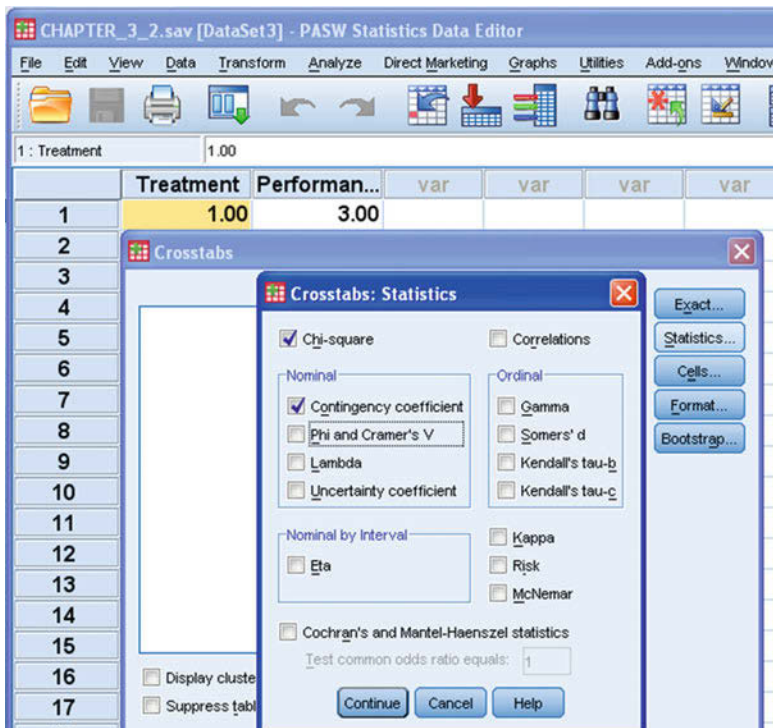 CHAPTER_3_2.sav [DataSet3] - PASW Statistics Data Editor
File Edit View Data Transform Analyze Direct Marketing Graphs Utilities Add-ons Window
1 : Treatment 1.00
Treatment Performan... var var var var
1 1.00 3.00
2
3
4
5
6
7
8
9
10
11
12
13
14
15
16
17
Crosstabs
Exact...
Statistics...
Cells...
Format...
Bootstrap...
Display cluste
Suppress tabl
Crosstabs: Statistics
Chi-square Correlations
Nominal
Contingency coefficient
Phi and Cramer's V
Lambda
Uncertainty coefficient
Ordinal
Gamma
Somers' d
Kendall's tau-b
Kendall's tau-c
Nominal by Interval
Eta
Kappa
Risk
McNemar
Cochran's and Mantel-Haenszel statistics
Test common odds ratio equals: 1
Continue Cancel Help